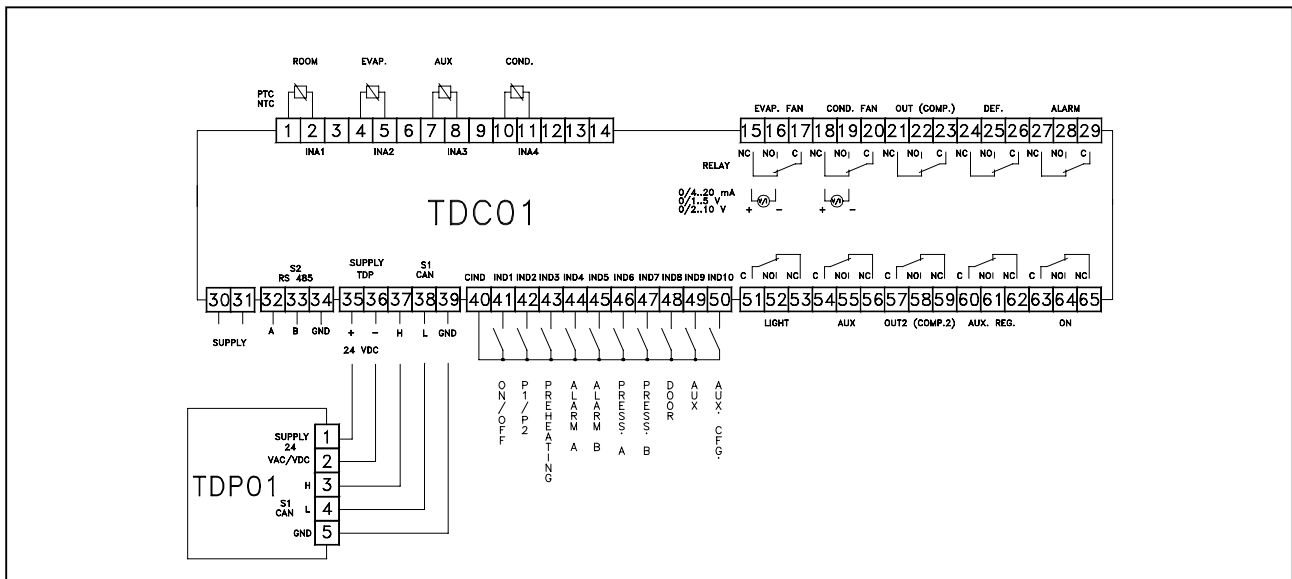 ROOM EVAP. AUX COND.
PTC
NTC
EVAP. FAN COND. FAN OUT (COMP.) DEF. ALARM
1 2 3 4 5 6 7 8 9 10 11 12 13 14
15 16 17 18 19 20 21 22 23 24 25 26 27 28 29
INA1 INA2 INA3 INA4
NC NO C NC NO C NC NO C NC NO C NC NO C
RELAY
0/4..20 mA
0/1..5 V
0/2..10 V
V/I V/I
+ - + -
TDC01
S2
RS 485
SUPPLY
TDP
S1
CAN
CIND IND1 IND2 IND3 IND4 IND5 IND6 IND7 IND8 IND9 IND10
C NO NC C NO NC C NO NC C NO NC C NO NC
30 31 32 33 34 35 36 37 38 39 40 41 42 43 44 45 46 47 48 49 50
51 52 53 54 55 56 57 58 59 60 61 62 63 64 65
SUPPLY
A B GND
+ - H L GND
24 VDC
LIGHT AUX OUT2 (COMP.2) AUX. REG. ON
ON/OFF
P1/P2
PREHEATING
ALARM A
ALARM B
PRESS. A
PRESS. B
DOOR
AUX
AUX. CFG.
TDP01
SUPPLY
24
VAC/VDC
H
S1
CAN
L
GND
1
2
3
4
5